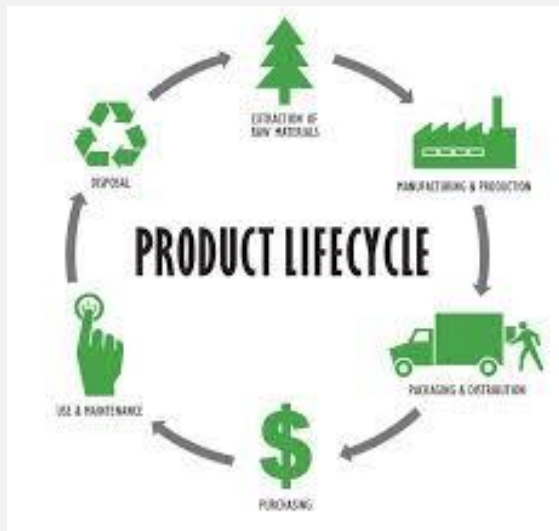 EXTRACTION OF
RAW MATERIALS
MANUFACTURING & PRODUCTION
PACKAGING & DISTRIBUTION
PURCHASING
USE & MAINTENANCE
DISPOSAL
PRODUCT LIFECYCLE